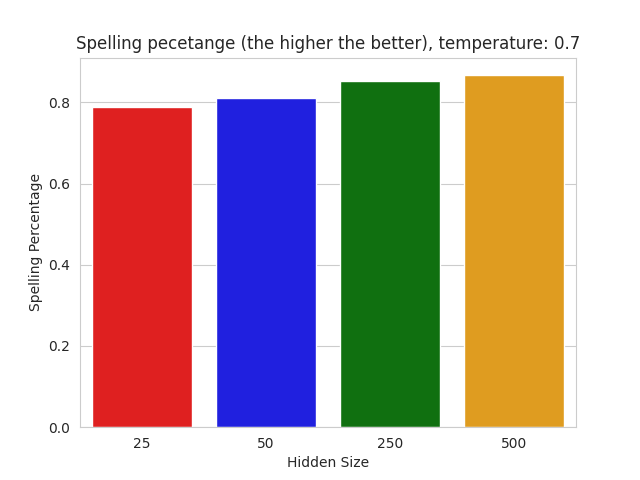 Spelling pecetange (the higher the better), temperature: 0.7
0.8
0.6
0.4
0.2
0.0
Spelling Percentage
25 50 250 500
Hidden Size